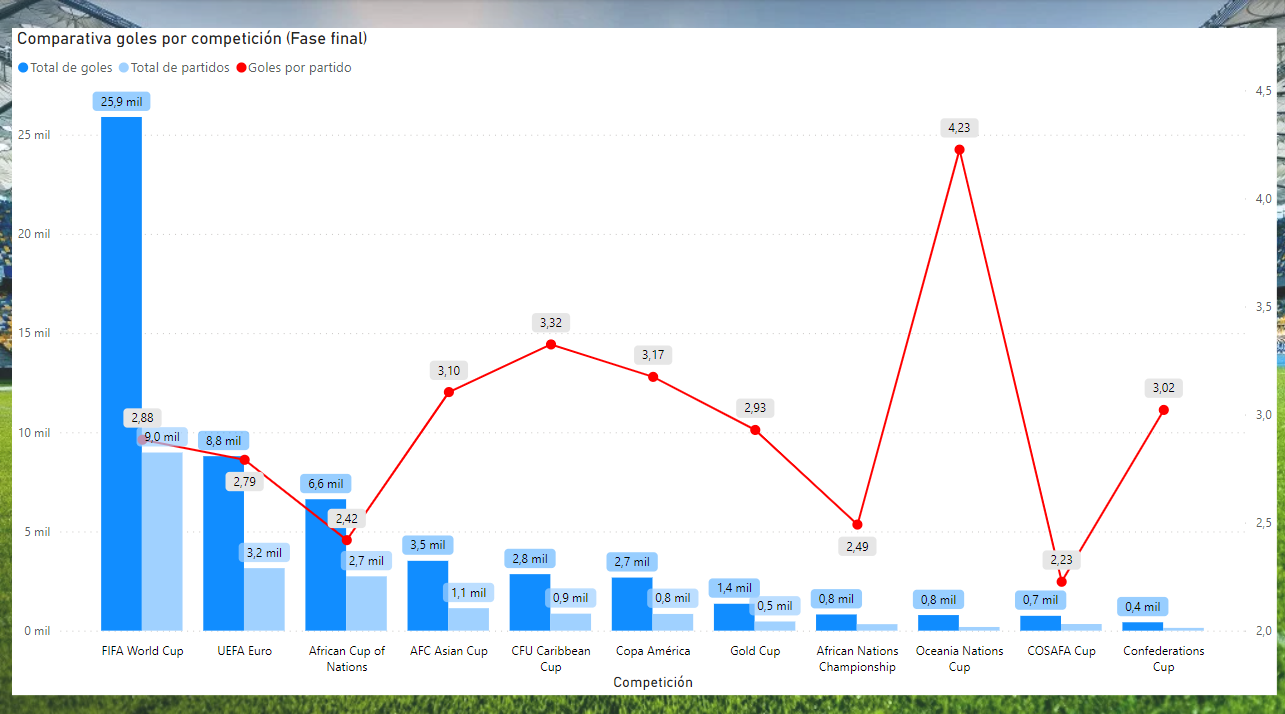 Comparativa goles por competición (Fase final)
Total de goles Total de partidos Goles por partido
25,9 mil
4,5
4,23
25 mil
4,0
20 mil
3,5
15 mil
3,32
3,17
3,10
3,02
2,93
2,88
3,0
10 mil
9,0 mil
8,8 mil
2,79
6,6 mil
2,42
2,5
5 mil
3,5 mil
2,49
3,2 mil
2,7 mil
2,8 mil
2,7 mil
2,23
1,4 mil
1,1 mil
0,9 mil
0,8 mil
0,5 mil
0,8 mil
0,8 mil
0,7 mil
0,4 mil
0 mil
2,0
FIFA World Cup
UEFA Euro
African Cup of
Nations
AFC Asian Cup
CFU Caribbean
Cup
Copa América
Gold Cup
African Nations
Championship
Oceania Nations
Cup
COSAFA Cup
Confederations
Cup
Competición